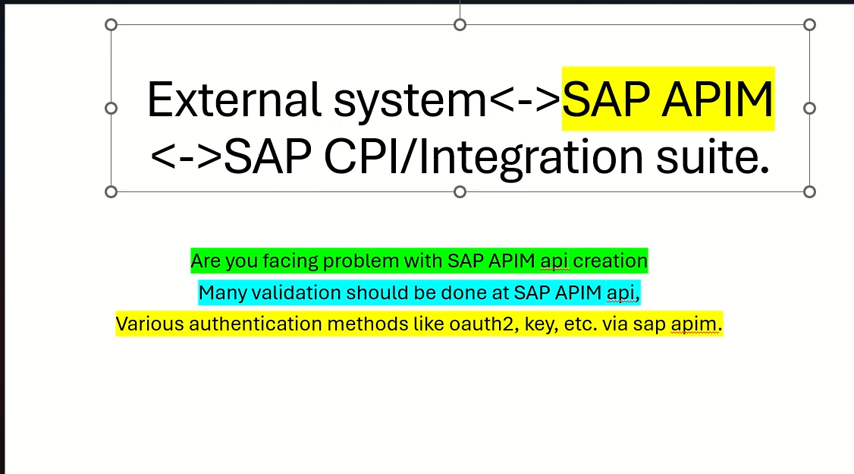 External system<->SAP APIM
<->SAP CPI/Integration suite.
Are you facing problem with SAP APIM api creation
Many validation should be done at SAP APIM api,
Various authentication methods like oauth2, key, etc. via sap apim.